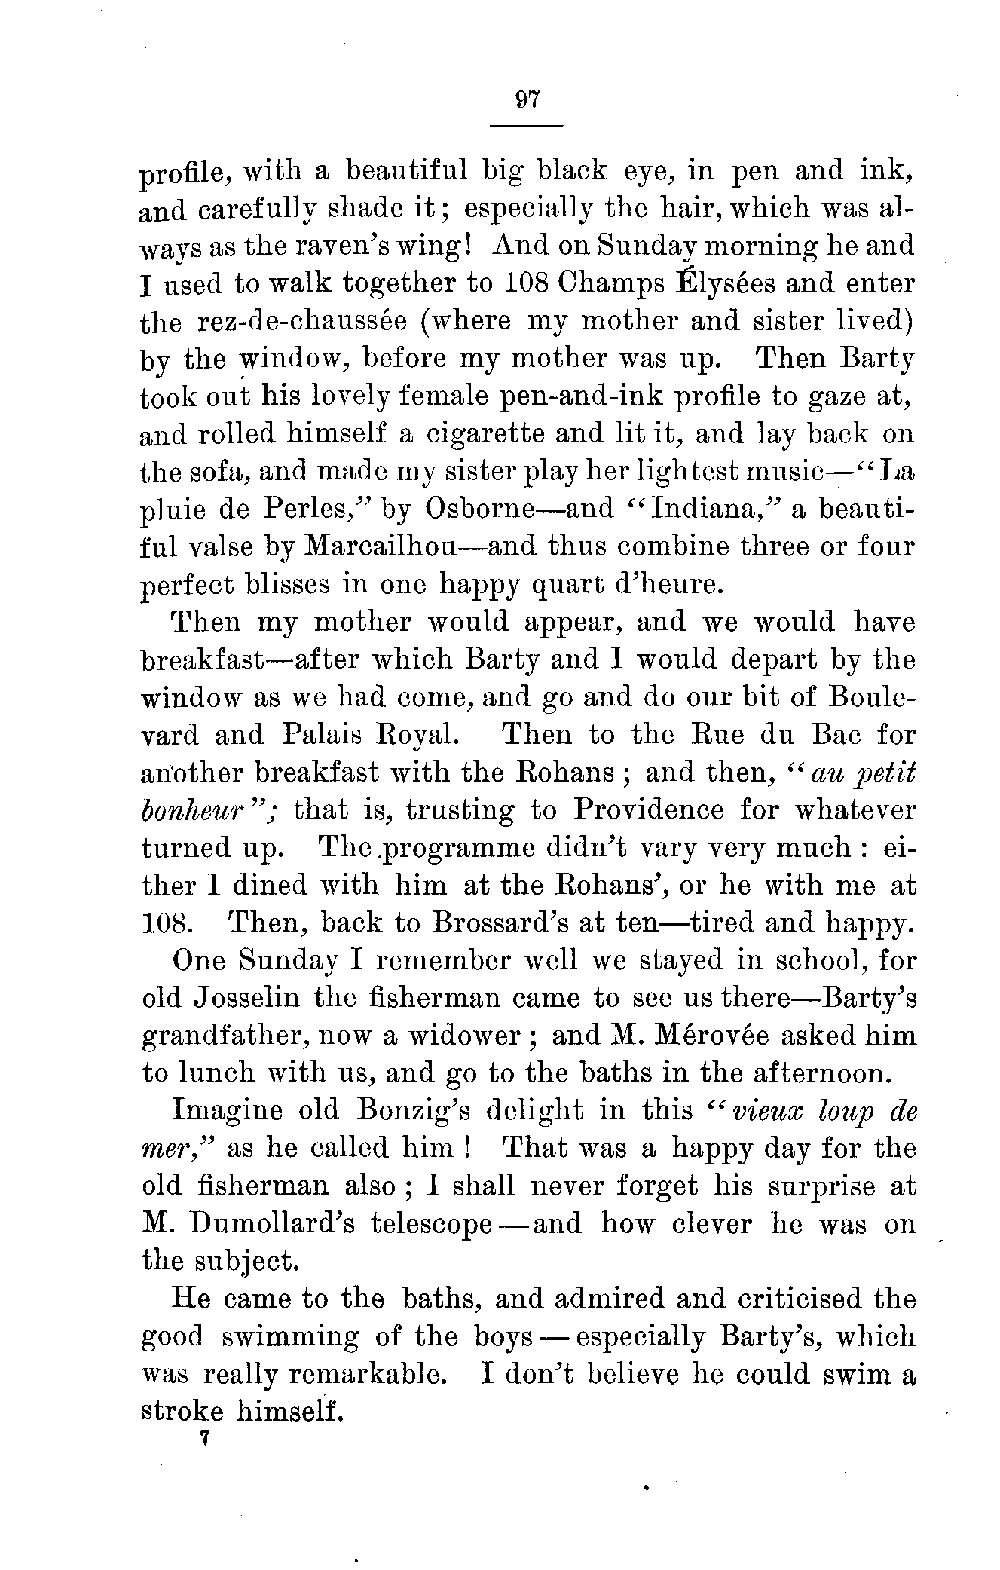 97
profile, with a beautiful big black eye, in pen and ink,
and carefully shade it; especially the hair, which was al-
ways as the raven's wing! And on Sunday morning he and
I used to walk together to 108 Champs Élysées and enter
the rez-de-chaussée (where my mother and sister lived)
by the window, before my mother was up. Then Barty
took out his lovely female pen-and-ink profile to gaze at,
and rolled himself a cigarette and lit it, and lay back on
the sofa, and made my sister play her lightest music—“La
pluie de Perles,” by Osborne—and “Indiana,” a beauti-
ful valse by Marcailhou—and thus combine three or four
perfect blisses in one happy quart d'heure.
Then my mother would appear, and we would have
breakfast—after which Barty and I would depart by the
window as we had come, and go and do our bit of Boule-
vard and Palais Royal. Then to the Rue du Bac for
another breakfast with the Rohans; and then, “au petit
bonheur”; that is, trusting to Providence for whatever
turned up. The programme didn't vary very much: ei-
ther I dined with him at the Rohans', or he with me at
108. Then, back to Brossard's at ten—tired and happy.
One Sunday I remember well we stayed in school, for
old Josselin the fisherman came to see us there—Barty's
grandfather, now a widower; and M. Mérovée asked him
to lunch with us, and go to the baths in the afternoon.
Imagine old Bonzig's delight in this “vieux loup de
mer,” as he called him! That was a happy day for the
old fisherman also; I shall never forget his surprise at
M. Dumollard's telescope—and how clever he was on
the subject.
He came to the baths, and admired and criticised the
good swimming of the boys—especially Barty's, which
was really remarkable. I don't believe he could swim a
stroke himself.
7